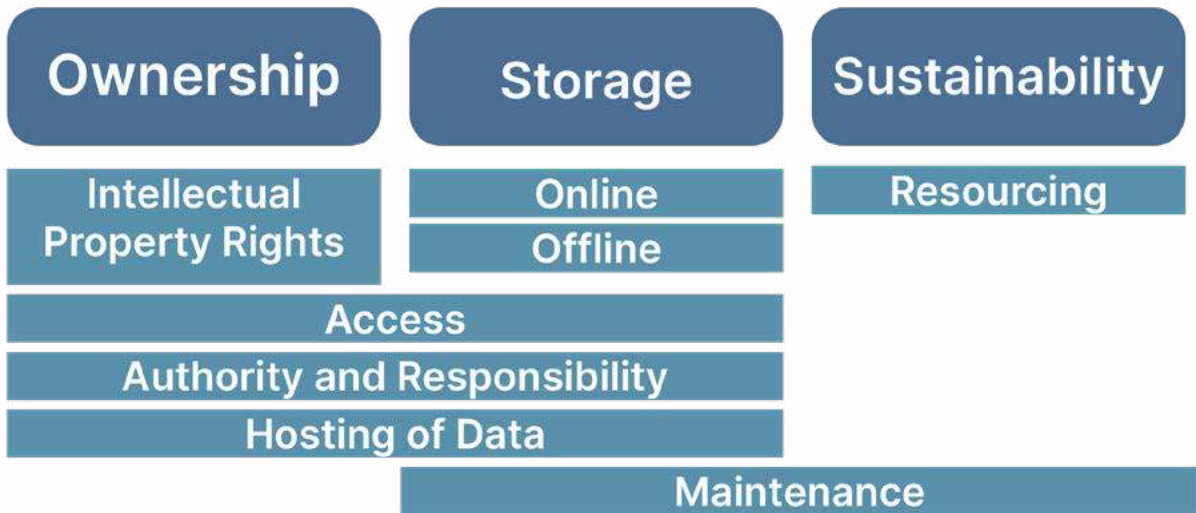 Ownership
Storage
Sustainability
Intellectual
Property Rights
Online
Offline
Resourcing
Access
Authority and Responsibility
Hosting of Data
Maintenance